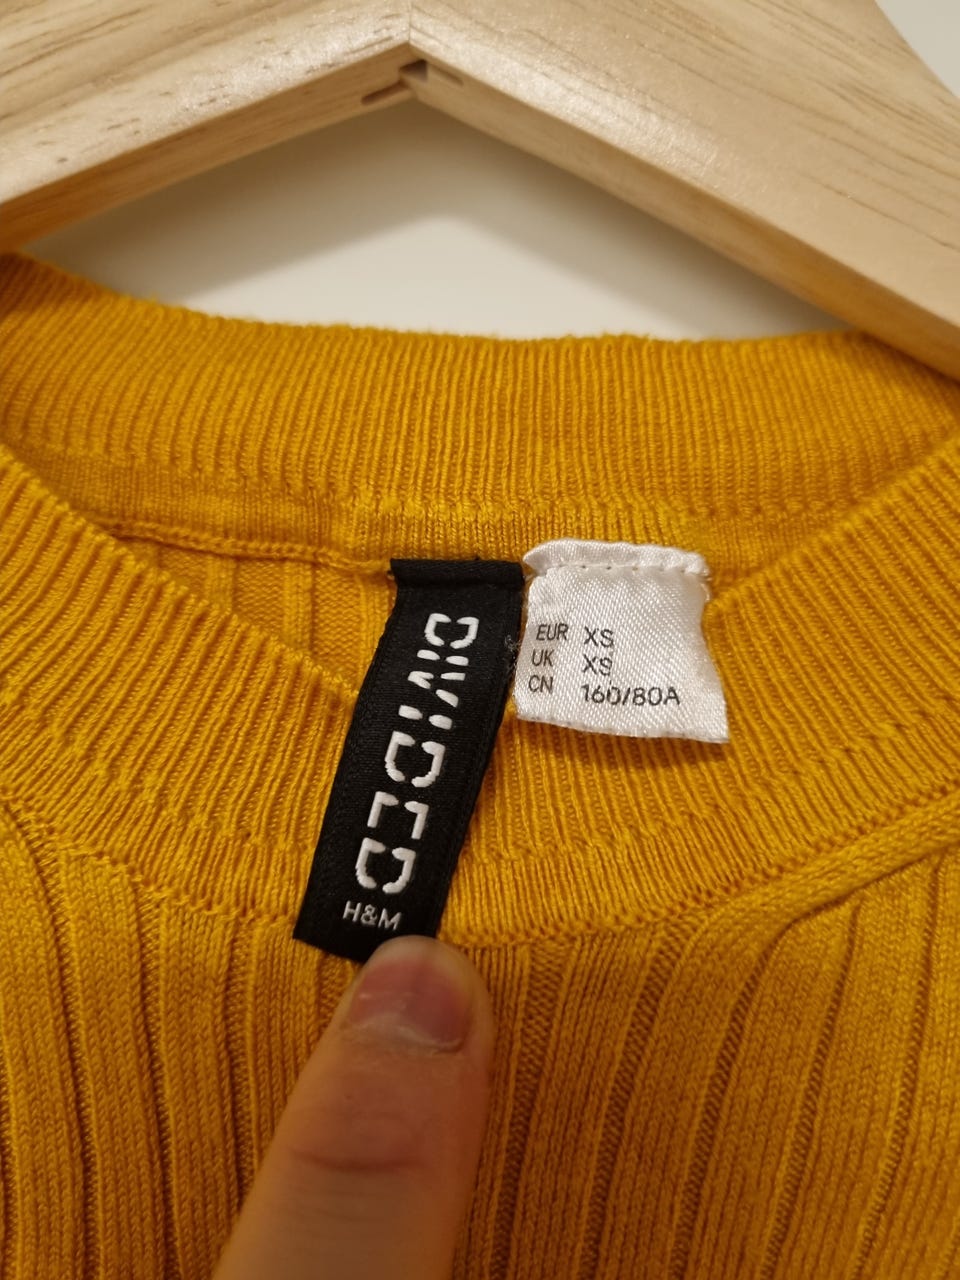 DIVIDED
H&M
EUR XS
UK XS
CN 160/80A